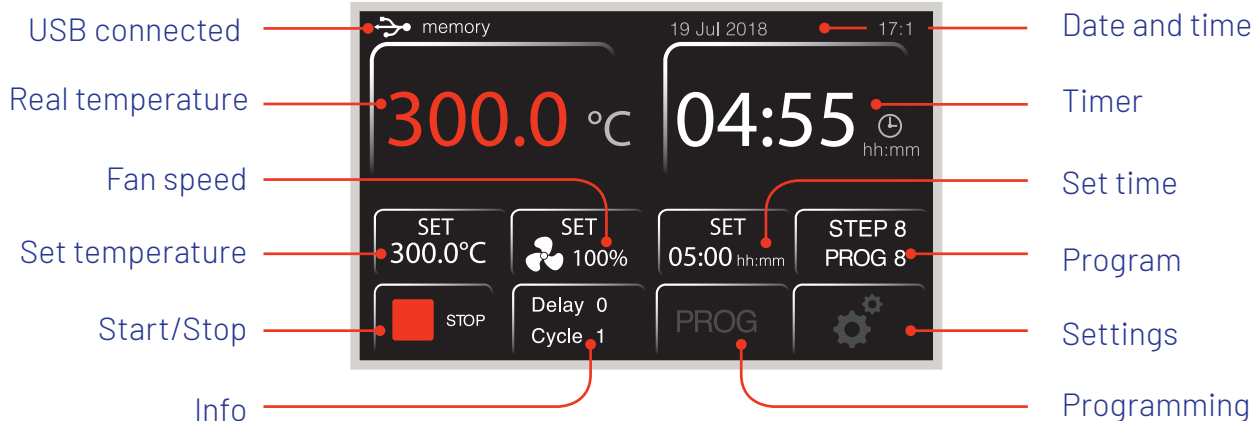 USB connected
memory
19 Jul 2018
17:1
Date and time
Real temperature
300.0 °C
04:55
hh:mm
Timer
Fan speed
Set time
Set temperature
SET
300.0°C
SET
100%
SET
05:00 hh:mm
STEP 8
PROG 8
Program
Start/Stop
STOP
Delay 0
Cycle 1
PROG
Settings
Info
Programming